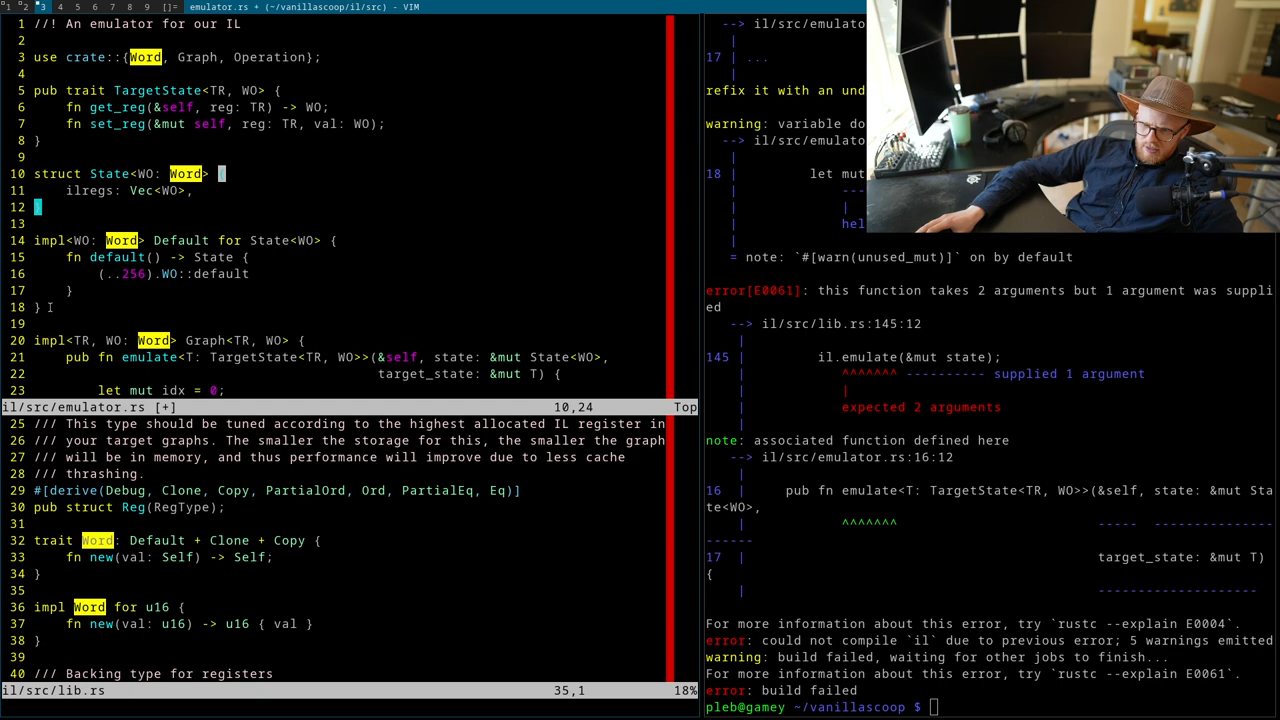 1 2 3 4 5 6 7 8 9 []= emulator.rs + (~/vanillascoop/il/src) - VIM
1 //! An emulator for our IL
2
3 use crate::{Word, Graph, Operation};
4
5 pub trait TargetState<TR, WO> {
6     fn get_reg(&self, reg: TR) -> WO;
7     fn set_reg(&mut self, reg: TR, val: WO);
8 }
9
10 struct State<WO: Word> {
11     ilregs: Vec<WO>,
12 }
13
14 impl<WO: Word> Default for State<WO> {
15     fn default() -> State {
16         (..256).WO::default
17     }
18 }
19
20 impl<TR, WO: Word> Graph<TR, WO> {
21     pub fn emulate<T: TargetState<TR, WO>>(&self, state: &mut State<WO>,
22                                            target_state: &mut T) {
23         let mut idx = 0;
il/src/emulator.rs [+] 10,24 Top
25 /// This type should be tuned according to the highest allocated IL register in
26 /// your target graphs. The smaller the storage for this, the smaller the graph
27 /// will be in memory, and thus performance will improve due to less cache
28 /// thrashing.
29 #[derive(Debug, Clone, Copy, PartialOrd, Ord, PartialEq, Eq)]
30 pub struct Reg(RegType);
31
32 trait Word: Default + Clone + Copy {
33     fn new(val: Self) -> Self;
34 }
35
36 impl Word for u16 {
37     fn new(val: u16) -> u16 { val }
38 }
39
40 /// Backing type for registers
il/src/lib.rs 35,1 18%
--> il/src/emulato
|
17 | ...
|
refix it with an und
warning: variable do
--> il/src/emulato
|
18 |         let mut
|             ---
|             |
|             hel
|
= note: `#[warn(unused_mut)]` on by default
error[E0061]: this function takes 2 arguments but 1 argument was suppli
ed
--> il/src/lib.rs:145:12
|
145 |         il.emulate(&mut state);
|            ^^^^^^^ ---------- supplied 1 argument
|            |
|            expected 2 arguments
|
note: associated function defined here
--> il/src/emulator.rs:16:12
|
16 |     pub fn emulate<T: TargetState<TR, WO>>(&self, state: &mut Sta
te<WO>,
|            ^^^^^^^                         -----  ---------------
------
17 |                                            target_state: &mut T)
{
|                                            --------------------
For more information about this error, try `rustc --explain E0004`.
error: could not compile `il` due to previous error; 5 warnings emitted
warning: build failed, waiting for other jobs to finish...
For more information about this error, try `rustc --explain E0061`.
error: build failed
pleb@gamey ~/vanillascoop $